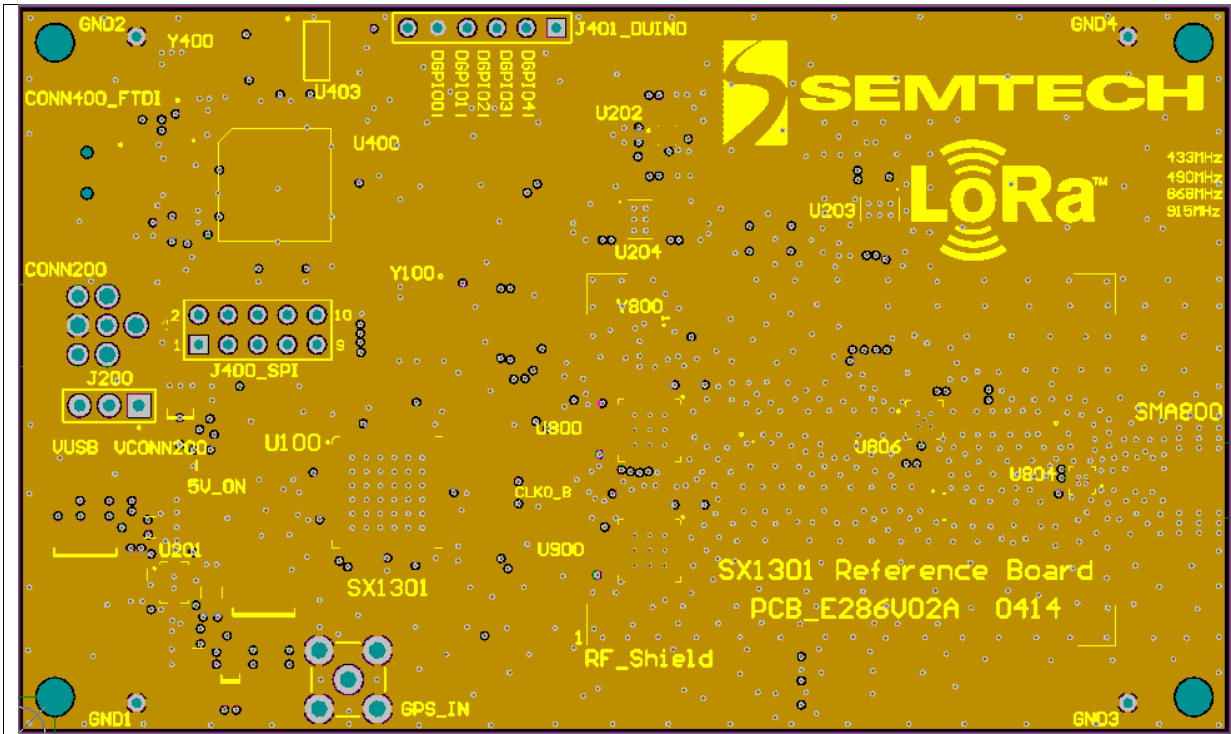 GND2
Y400
J401_DUINO
GND4
DGPIO0
DGPIO1
DGPIO2
DGPIO3
DGPIO4
SEMTECH
CONN400_FTDI
U403
U202
U400
433MHz
490MHz
868MHz
915MHz
LoRa™
U203
U204
CONN200
Y100
Y800
2
10
1
1
9
J400_SPI
J200
SMA800
VUSB
VCONN200
U100
U800
U806
5V_ON
CLKO_B
U804
U201
U900
SX1301
SX1301 Reference Board
PCB_E286V02A 0414
1
RF_Shield
GPS_IN
GND1
GND3